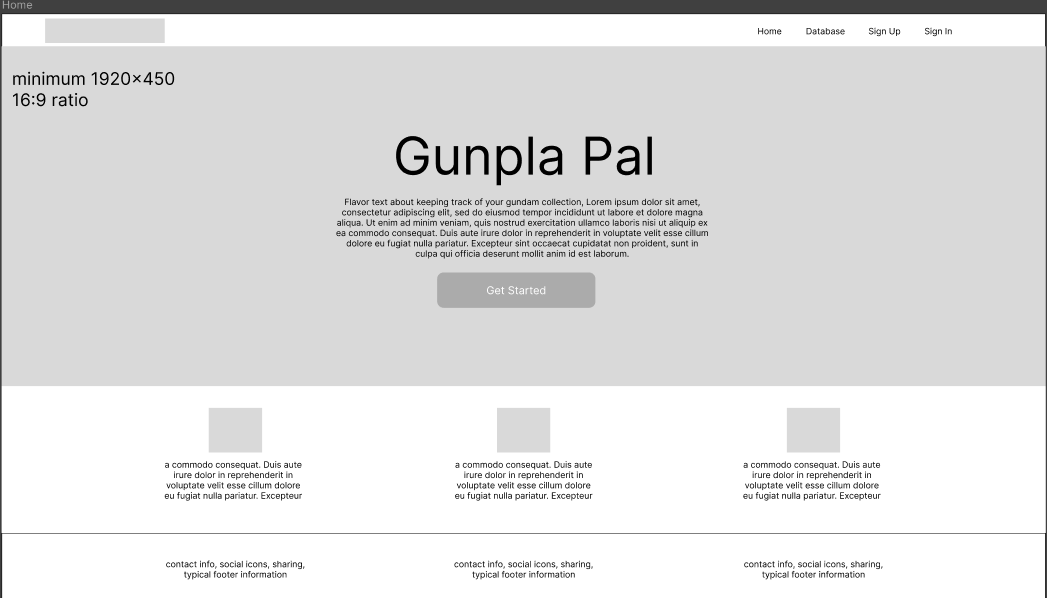 Home
Home Database Sign Up Sign In
minimum 1920x450
16:9 ratio
Gunpla Pal
Flavor text about keeping track of your gundam collection, Lorem ipsum dolor sit amet,
consectetur adipiscing elit, sed do eiusmod tempor incididunt ut labore et dolore magna
aliqua. Ut enim ad minim veniam, quis nostrud exercitation ullamco laboris nisi ut aliquip ex
ea commodo consequat. Duis aute irure dolor in reprehenderit in voluptate velit esse cillum
dolore eu fugiat nulla pariatur. Excepteur sint occaecat cupidatat non proident, sunt in
culpa qui officia deserunt mollit anim id est laborum.
Get Started
a commodo consequat. Duis aute
irure dolor in reprehenderit in
voluptate velit esse cillum dolore
eu fugiat nulla pariatur. Excepteur
a commodo consequat. Duis aute
irure dolor in reprehenderit in
voluptate velit esse cillum dolore
eu fugiat nulla pariatur. Excepteur
a commodo consequat. Duis aute
irure dolor in reprehenderit in
voluptate velit esse cillum dolore
eu fugiat nulla pariatur. Excepteur
contact info, social icons, sharing,
typical footer information
contact info, social icons, sharing,
typical footer information
contact info, social icons, sharing,
typical footer information